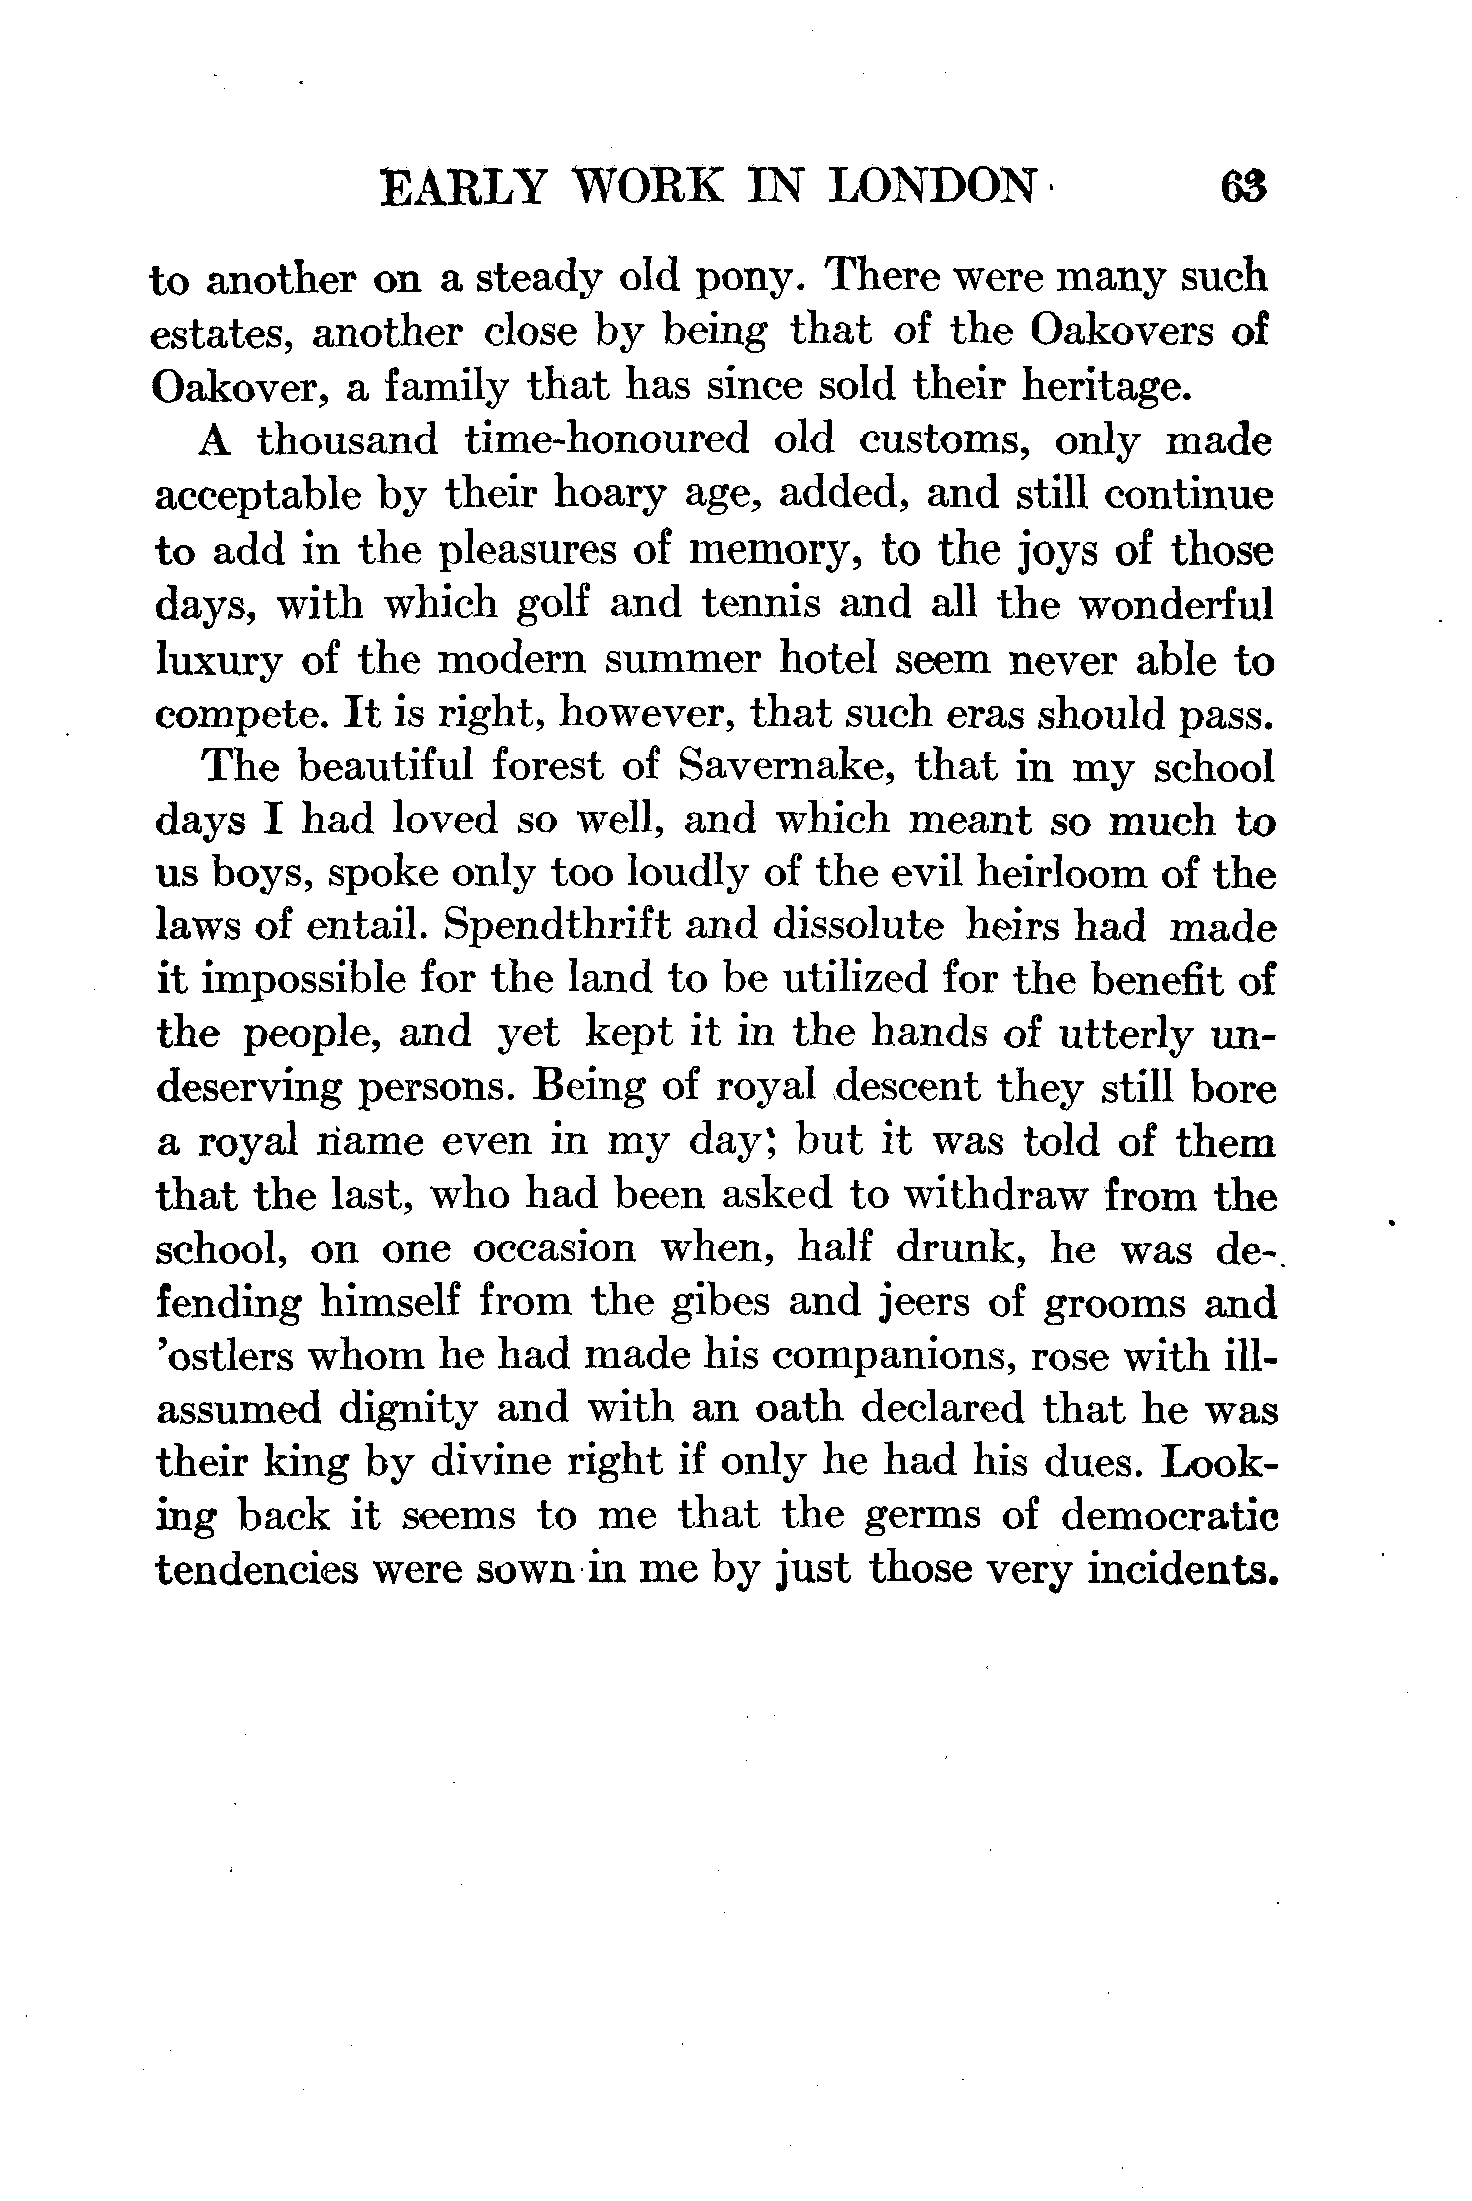 EARLY WORK IN LONDON 63
to another on a steady old pony. There were many such
estates, another close by being that of the Oakovers of
Oakover, a family that has since sold their heritage.
A thousand time-honoured old customs, only made
acceptable by their hoary age, added, and still continue
to add in the pleasures of memory, to the joys of those
days, with which golf and tennis and all the wonderful
luxury of the modern summer hotel seem never able to
compete. It is right, however, that such eras should pass.
The beautiful forest of Savernake, that in my school
days I had loved so well, and which meant so much to
us boys, spoke only too loudly of the evil heirloom of the
laws of entail. Spendthrift and dissolute heirs had made
it impossible for the land to be utilized for the benefit of
the people, and yet kept it in the hands of utterly un-
deserving persons. Being of royal descent they still bore
a royal name even in my day; but it was told of them
that the last, who had been asked to withdraw from the
school, on one occasion when, half drunk, he was de-
fending himself from the gibes and jeers of grooms and
'ostlers whom he had made his companions, rose with ill-
assumed dignity and with an oath declared that he was
their king by divine right if only he had his dues. Look-
ing back it seems to me that the germs of democratic
tendencies were sown in me by just those very incidents.